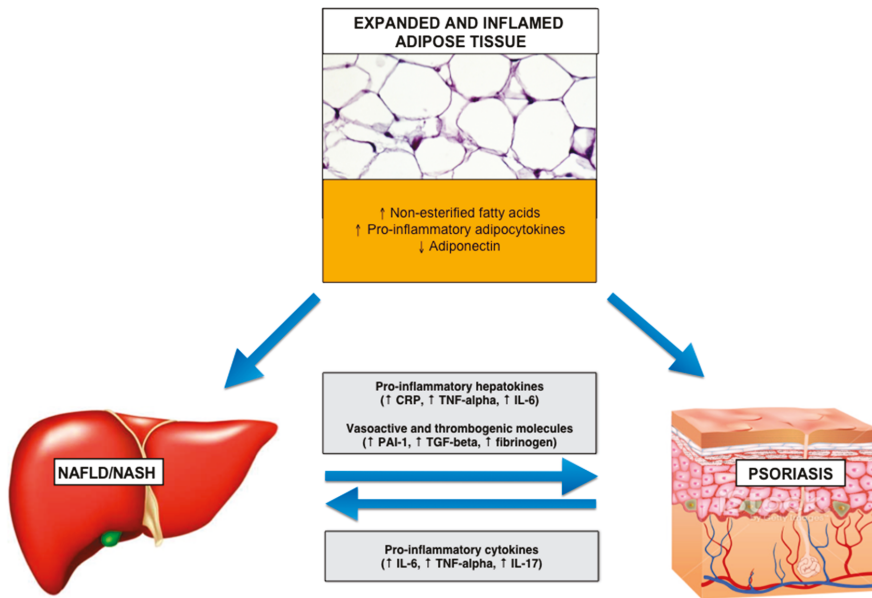 EXPANDED AND INFLAMED
ADIPOSE TISSUE
↑ Non-esterified fatty acids
↑ Pro-inflammatory adipocytokines
↓ Adiponectin
Pro-inflammatory hepatokines
(↑ CRP, ↑ TNF-alpha, ↑ IL-6)
Vasoactive and thrombogenic molecules
(↑ PAI-1, ↑ TGF-beta, ↑ fibrinogen)
NAFLD/NASH
PSORIASIS
Pro-inflammatory cytokines
(↑ IL-6, ↑ TNF-alpha, ↑ IL-17)